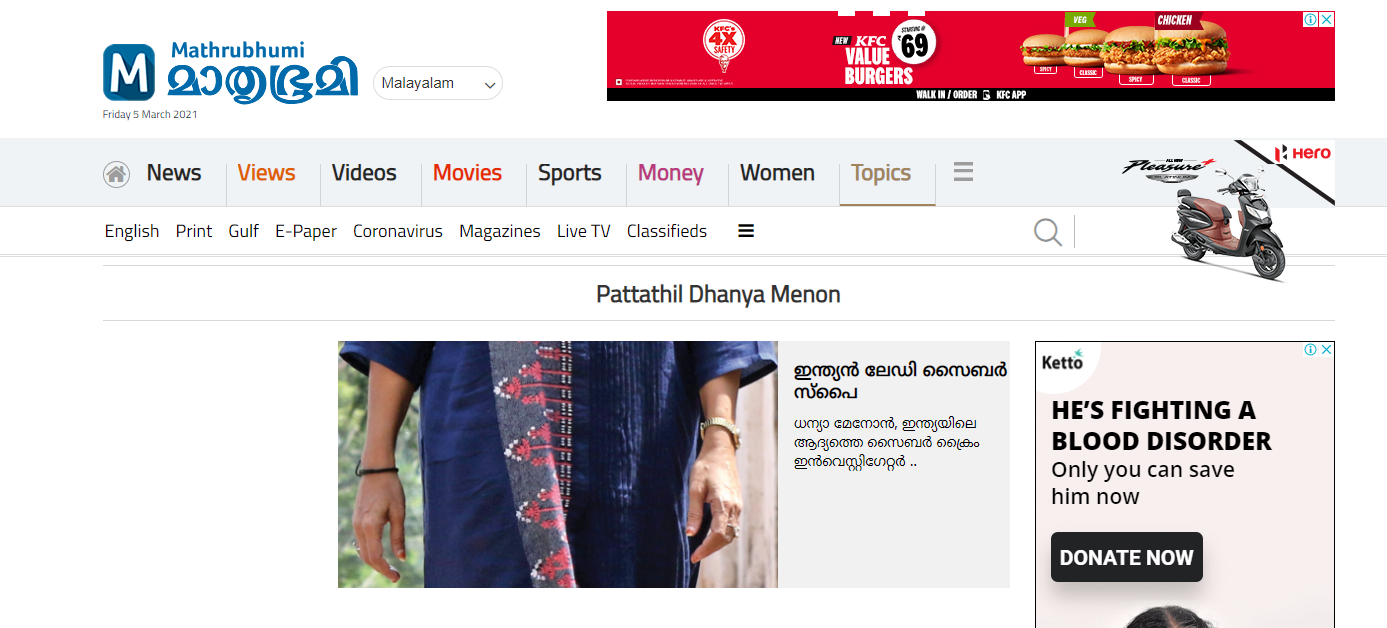 Mathrubhumi
മാതൃഭൂമി
Malayalam
Friday 5 March 2021
KFC's
4X
SAFETY
NEW KFC
VALUE
BURGERS
STARTING @
₹69
VEG
CHICKEN
SPICY
CLASSIC
SPICY
CLASSIC
WALK IN / ORDER KFC APP
News Views Videos Movies Sports Money Women Topics
ALL NEW
Pleasure+
PLATINUM
Hero
English Print Gulf E-Paper Coronavirus Magazines Live TV Classifieds
Pattathil Dhanya Menon
ഇന്ത്യൻ ലേഡി സൈബർ
സ്പൈ
ധന്യാ മേനോൻ, ഇന്ത്യയിലെ
ആദ്യത്തെ സൈബർ ക്രൈം
ഇൻവെസ്റ്റിഗേറ്റർ ..
Ketto
HE'S FIGHTING A
BLOOD DISORDER
Only you can save
him now
DONATE NOW